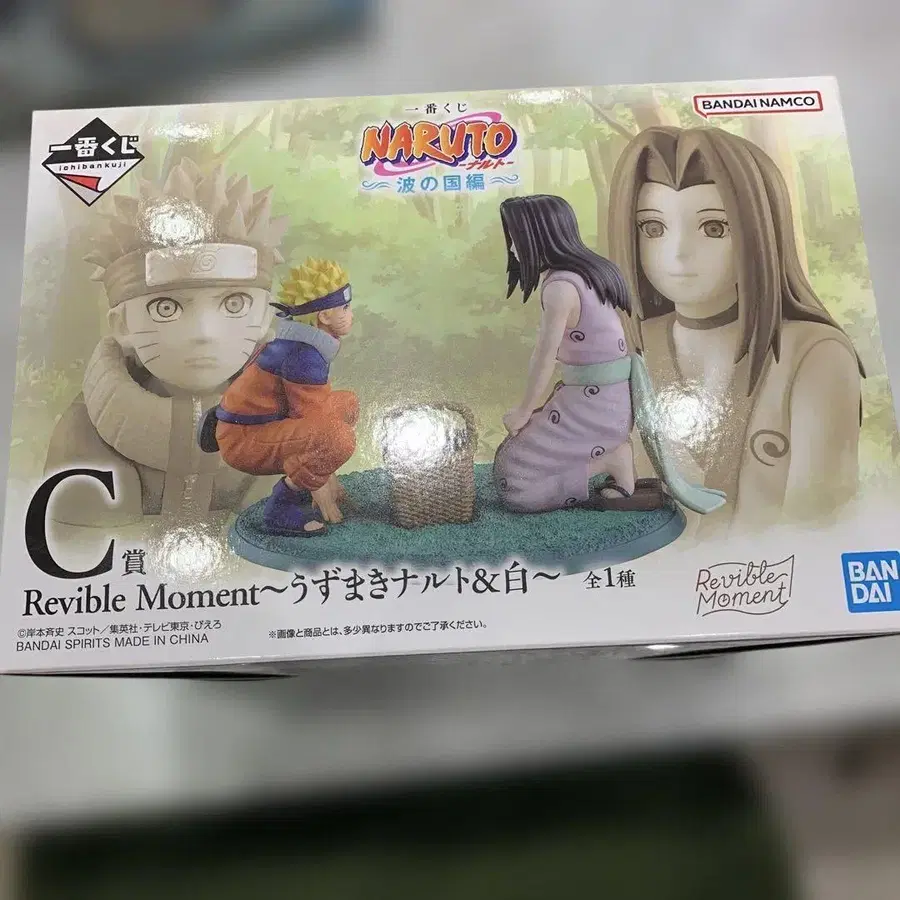 一番くじ
ichibankuji
一番くじ
NARUTO
-ナルト-
～波の国編～
BANDAI NAMCO
C賞
Revible Moment～うずまきナルト&白～ 全1種
Revible
Moment
BAN
DAI
©岸本斉史 スコット／集英社・テレビ東京・ぴえろ
BANDAI SPIRITS MADE IN CHINA
※画像と商品とは、多少異なりますのでご了承ください。